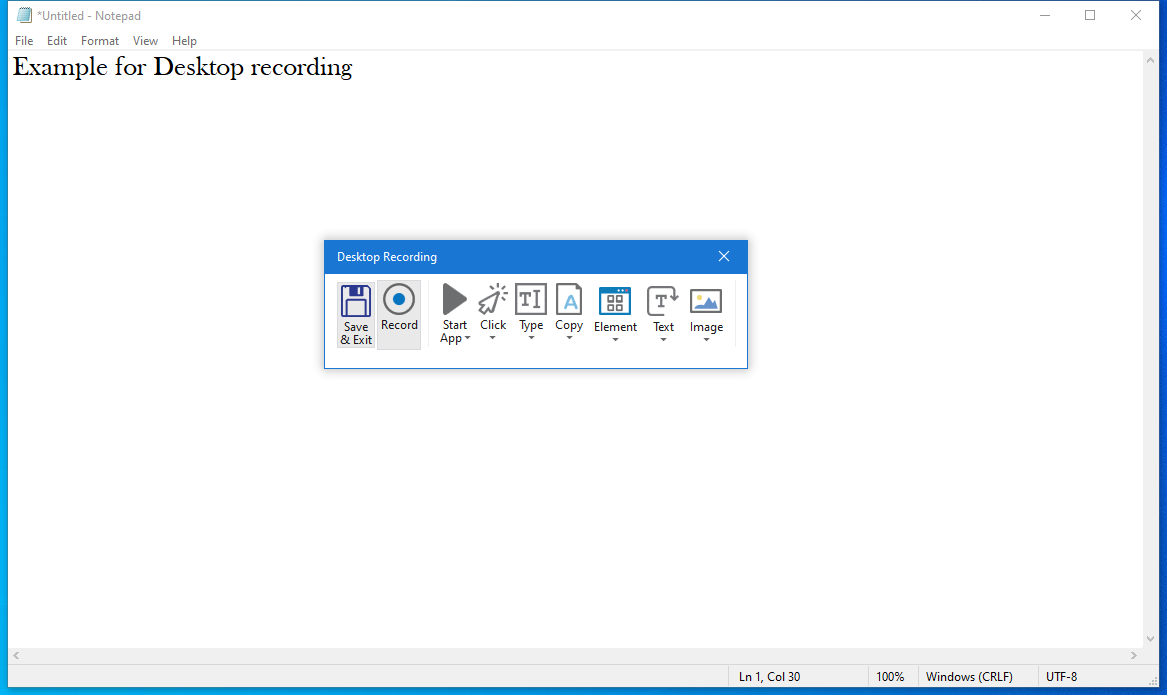 *Untitled - Notepad
File Edit Format View Help
Example for Desktop recording
Desktop Recording
Save & Exit
Record
Start App
Click
Type
Copy
Element
Text
Image
Ln 1, Col 30 100% Windows (CRLF) UTF-8